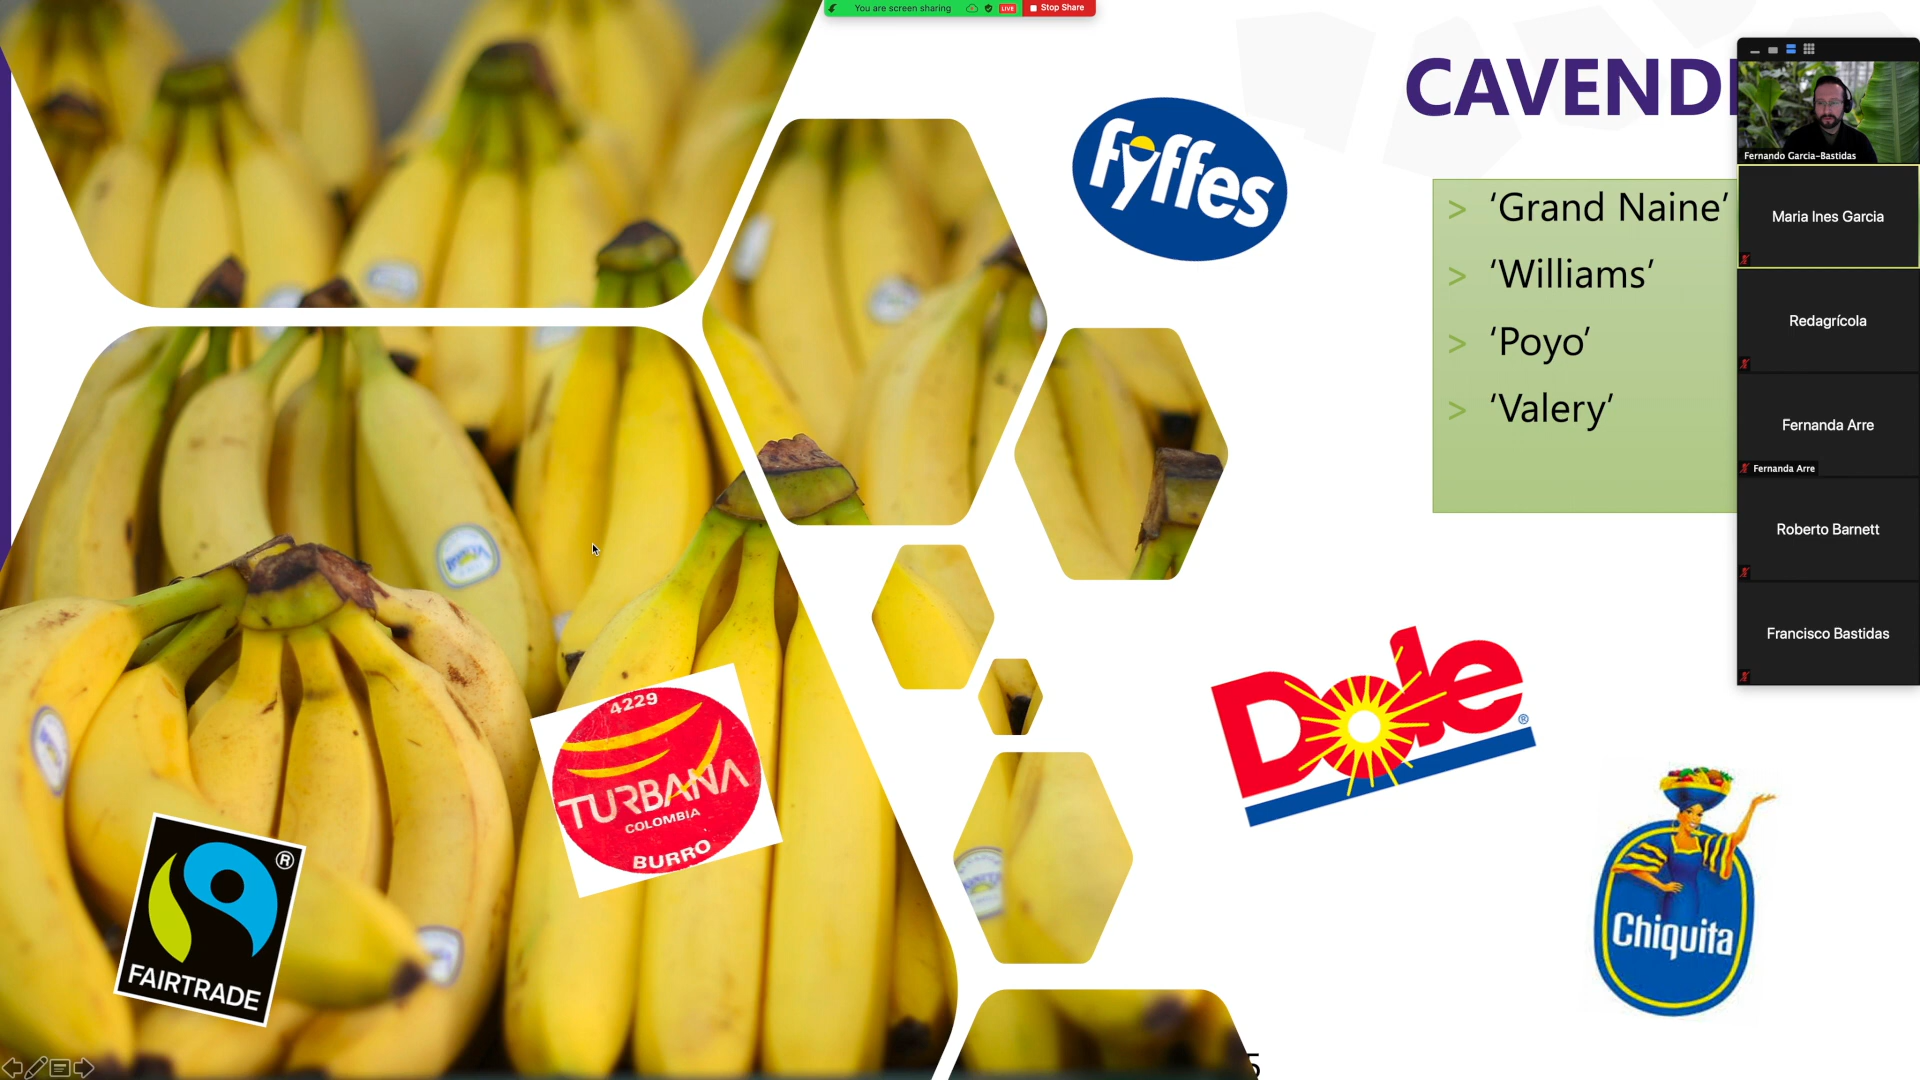 You are screen sharing
LIVE
Stop Share
CAVENDI
fyffes
> ‘Grand Naine’
> ‘Williams’
> ‘Poyo’
> ‘Valery’
Fernando Garcia-Bastidas
Maria Ines Garcia
Redagrícola
Fernanda Arre
Fernanda Arre
Roberto Barnett
Francisco Bastidas
Dole®
4229
TURBANA
COLOMBIA
BURRO
®
FAIRTRADE
Chiquita
5